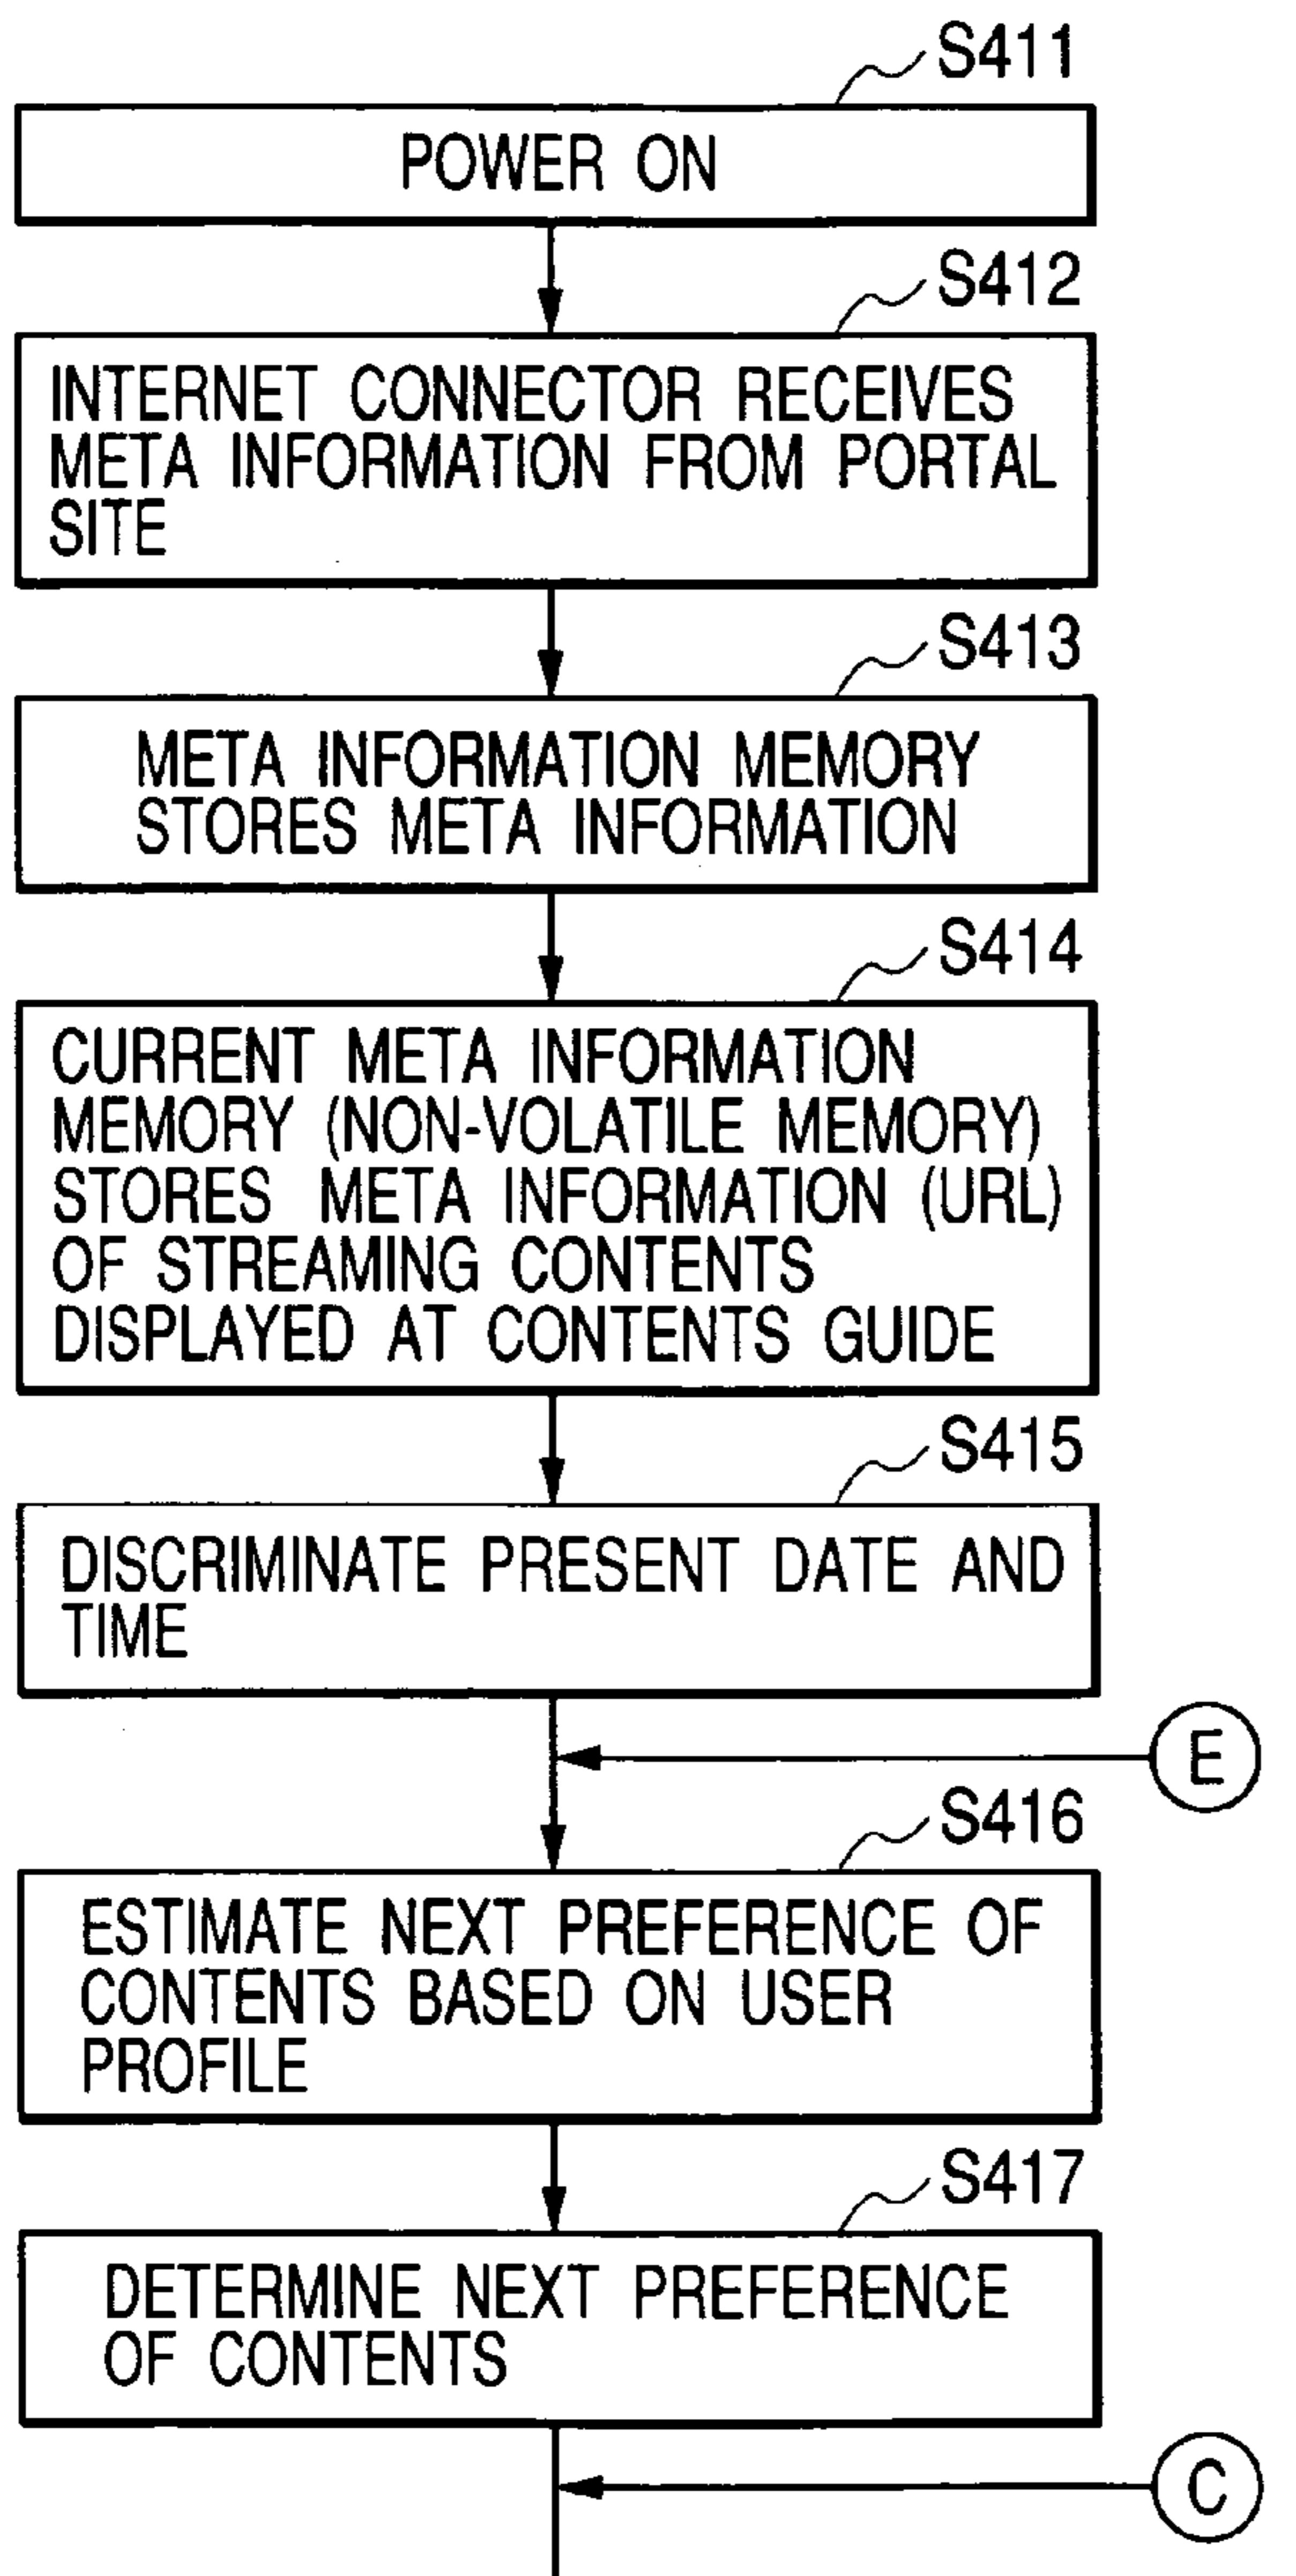 S411
POWER ON
S412
INTERNET CONNECTOR RECEIVES
META INFORMATION FROM PORTAL
SITE
S413
META INFORMATION MEMORY
STORES META INFORMATION
S414
CURRENT META INFORMATION
MEMORY (NON-VOLATILE MEMORY)
STORES META INFORMATION (URL)
OF STREAMING CONTENTS
DISPLAYED AT CONTENTS GUIDE
S415
DISCRIMINATE PRESENT DATE AND
TIME
E
S416
ESTIMATE NEXT PREFERENCE OF
CONTENTS BASED ON USER
PROFILE
S417
DETERMINE NEXT PREFERENCE
OF CONTENTS
C